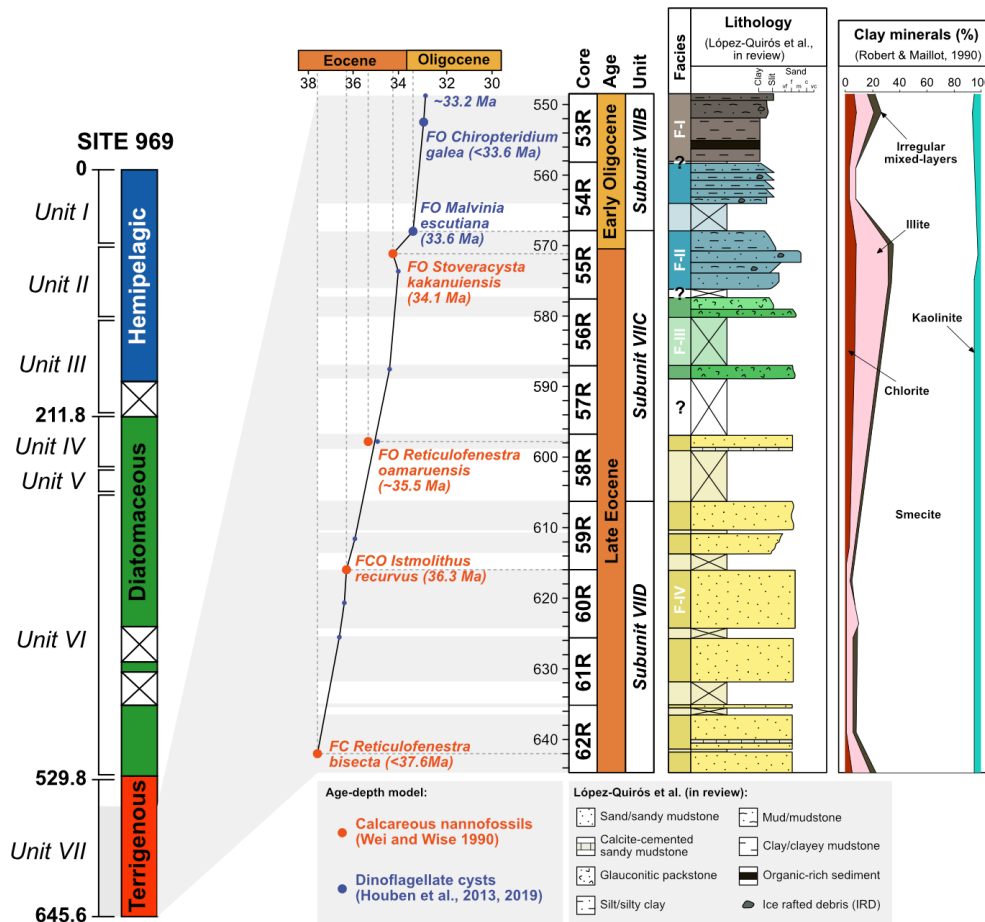 SITE 969
0
Unit I
Unit II
Unit III
211.8
Unit IV
Unit V
Unit VI
529.8
Unit VII
645.6
Hemipelagic
Diatomaceous
Terrigenous
Eocene
Oligocene
38
36
34
32
30
~33.2 Ma
FO Chiropteridium
galea (<33.6 Ma)
FO Malvinia
escutiana
(33.6 Ma)
FO Stoveracysta
kakanuiensis
(34.1 Ma)
FO Reticulofenestra
oamaruensis
(~35.5 Ma)
FCO Istmolithus
recurvus (36.3 Ma)
FC Reticulofenestra
bisecta (<37.6Ma)
550
560
570
580
590
600
610
620
630
640
Core
53R
54R
55R
56R
57R
58R
59R
60R
61R
62R
Age
Early Oligocene
Late Eocene
Unit
Subunit VIIB
Subunit VIIC
Subunit VIID
Facies
F-I
?
F-II
?
F-III
?
F-IV
Lithology
(López-Quirós et al.,
in review)
Clay
Silt
Sand
vf
f
m
c
vc
Clay minerals (%)
(Robert & Maillot, 1990)
0
20
40
60
80
100
Irregular
mixed-layers
Illite
Kaolinite
Chlorite
Smecite
Age-depth model:
Calcareous nannofossils
(Wei and Wise 1990)
Dinoflagellate cysts
(Houben et al., 2013, 2019)
López-Quirós et al. (in review):
Sand/sandy mudstone
Calcite-cemented
sandy mudstone
Glauconitic packstone
Silt/silty clay
Mud/mudstone
Clay/clayey mudstone
Organic-rich sediment
Ice rafted debris (IRD)